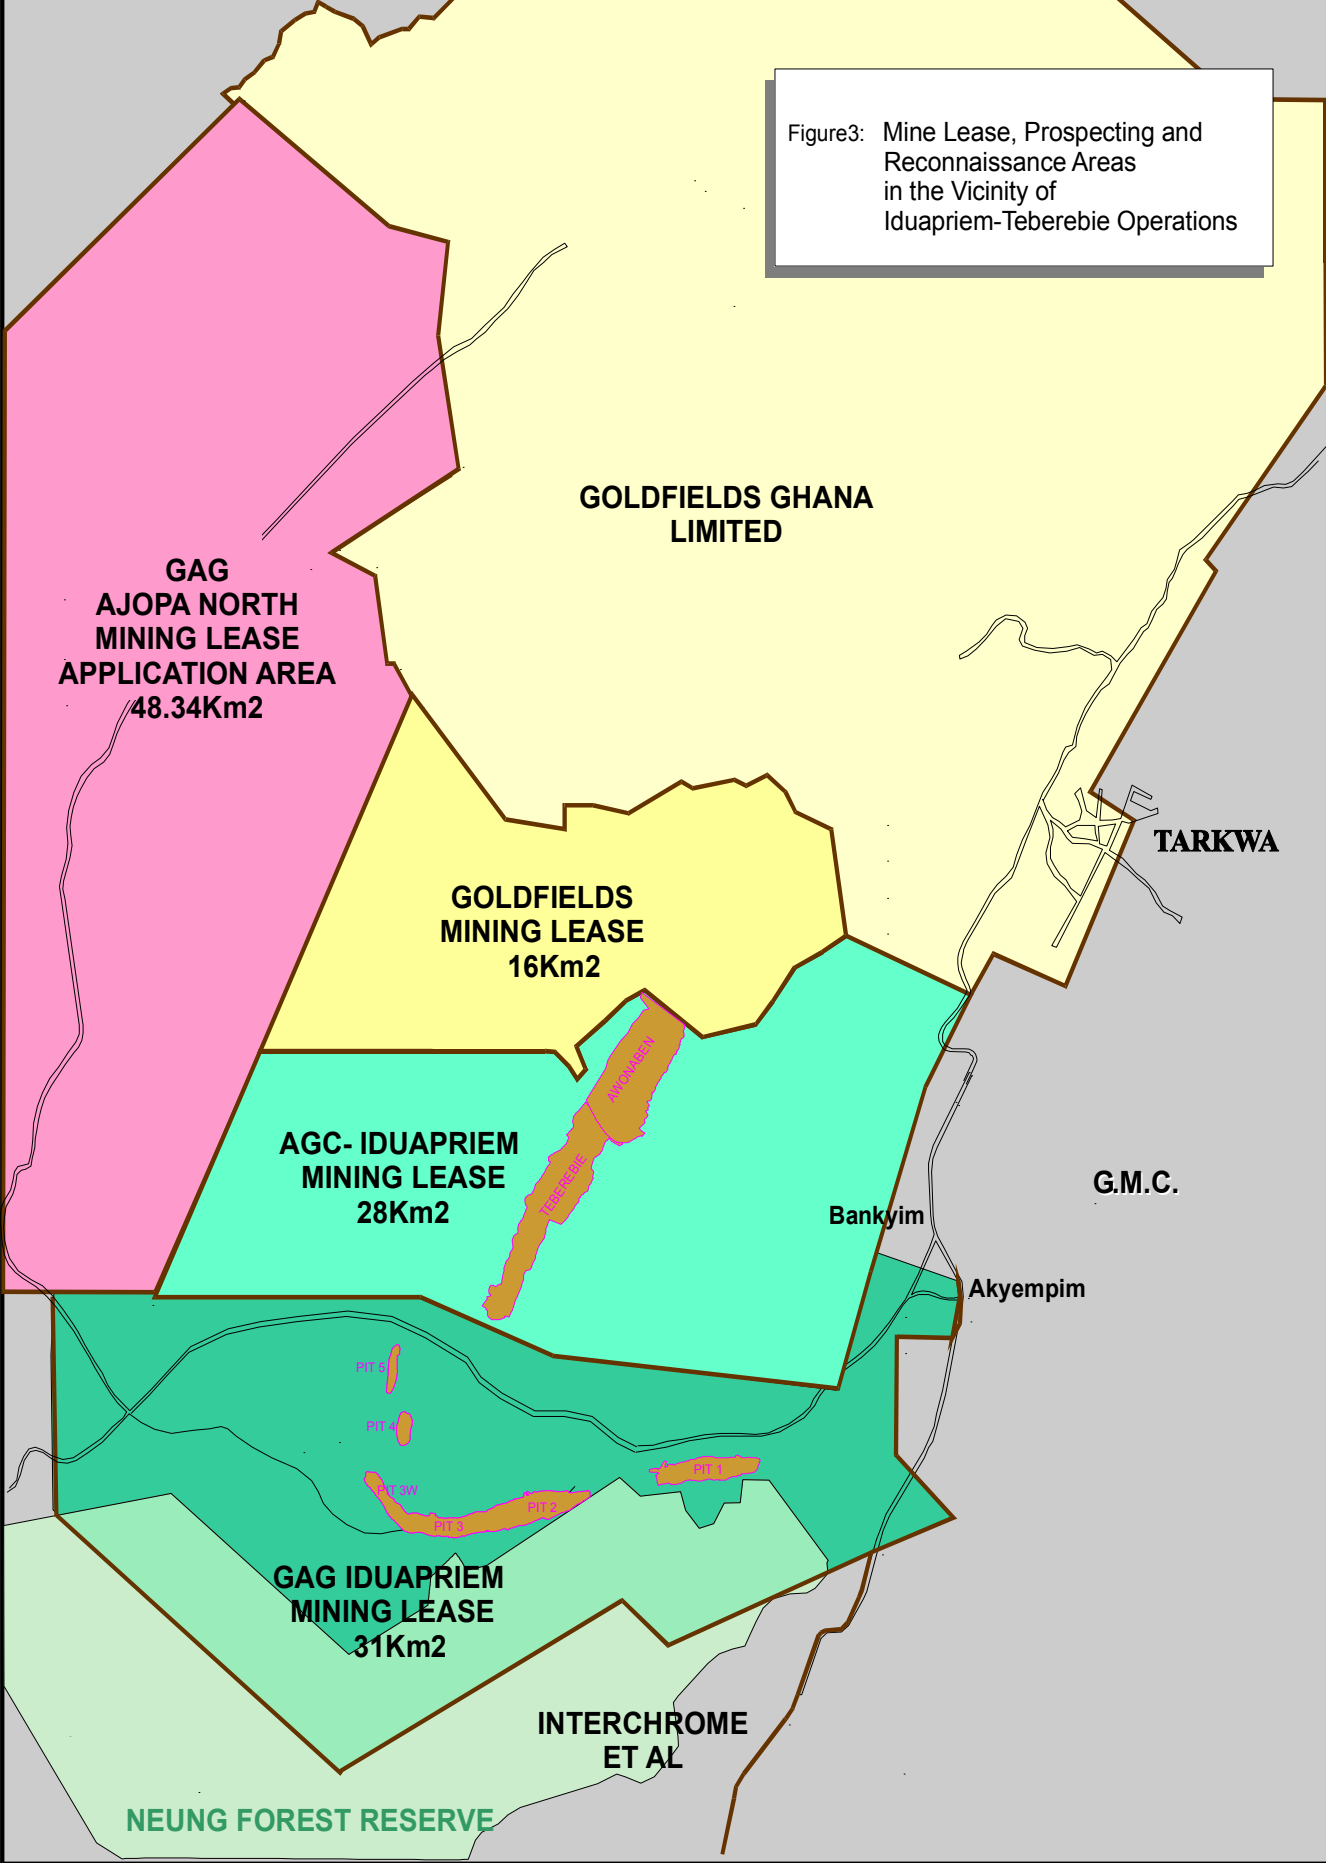 Figure3: Mine Lease, Prospecting and
Reconnaissance Areas
in the Vicinity of
Iduapriem-Teberebie Operations
GOLDFIELDS GHANA
LIMITED
GAG
AJOPA NORTH
MINING LEASE
APPLICATION AREA
48.34Km2
TARKWA
GOLDFIELDS
MINING LEASE
16Km2
AWONABEN
TEBEREBIE
AGC- IDUAPRIEM
MINING LEASE
28Km2
G.M.C.
Bankyim
Akyempim
PIT 5
PIT 4
PIT 3W
PIT 3
PIT 2
PIT 1
GAG IDUAPRIEM
MINING LEASE
31Km2
INTERCHROME
ET AL
NEUNG FOREST RESERVE